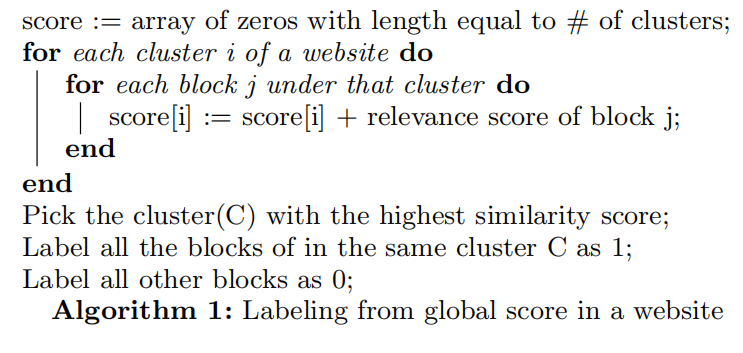 score := array of zeros with length equal to # of clusters;
for each cluster i of a website do
for each block j under that cluster do
score[i] := score[i] + relevance score of block j;
end
end
Pick the cluster(C) with the highest similarity score;
Label all the blocks of in the same cluster C as 1;
Label all other blocks as 0;
Algorithm 1: Labeling from global score in a website